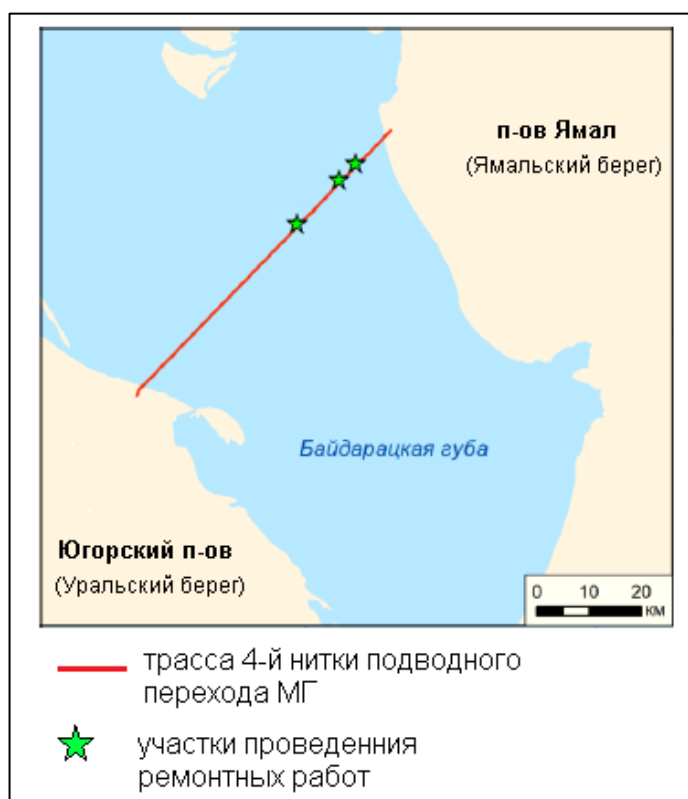 п-ов Ямал
(Ямальский берег)
Байдарацкая губа
Югорский п-ов
(Уральский берег)
0 10 20
км
трасса 4-й нитки подводного
перехода МГ
участки проведенния
ремонтных работ